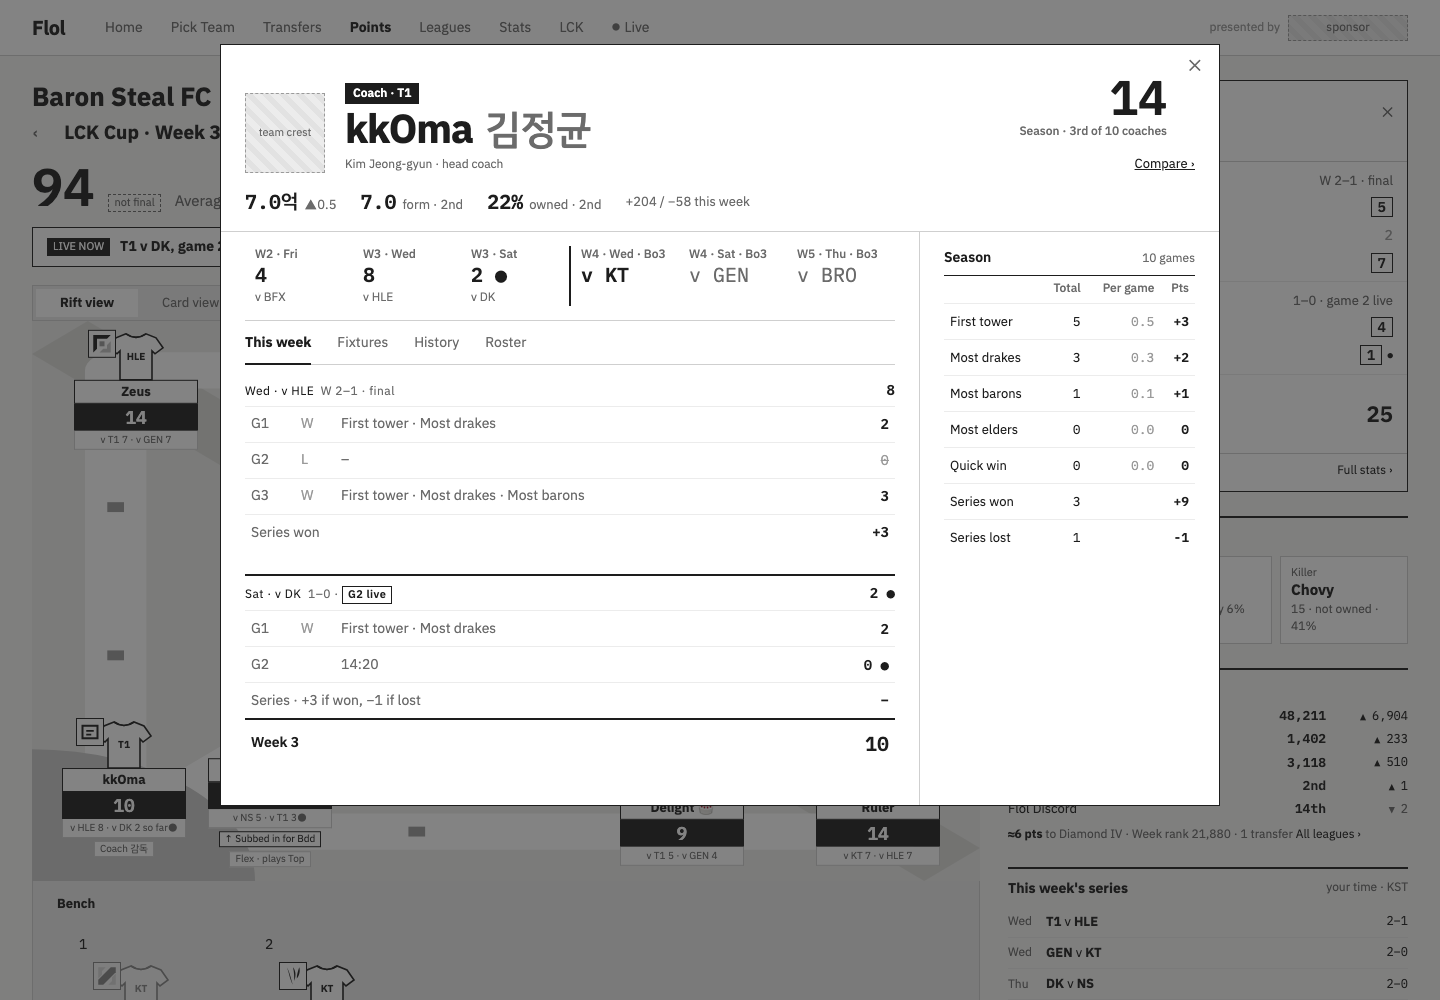 Flol Home Pick Team Transfers Points Leagues Stats LCK ● Live presented by sponsor
Baron Steal FC
‹ LCK Cup · Week 3
94 not final Averag
LIVE NOW T1 v DK, game 2
Rift view Card view
HLE
Zeus
14
v T1 7 · v GEN 7
T1
kkOma
10
v HLE 8 · v DK 2 so far●
Coach 감독
v NS 5 · v T1 3●
↑ Subbed in for Bdd
Flex · plays Top
Delight
9
v T1 5 · v GEN 4
Ruler
14
v KT 7 · v HLE 7
Bench
1 2
KT KT
team crest
Coach · T1
kkOma 김정균
Kim Jeong-gyun · head coach
14
Season · 3rd of 10 coaches
Compare ›
7.0억 ▲0.5 7.0 form · 2nd 22% owned · 2nd +204 / −58 this week
W2 · Fri W3 · Wed W3 · Sat W4 · Wed · Bo3 W4 · Sat · Bo3 W5 · Thu · Bo3
4 8 2 ● v KT v GEN v BRO
v BFX v HLE v DK
This week Fixtures History Roster
Wed · v HLE W 2–1 · final 8
G1 W First tower · Most drakes 2
G2 L – 0
G3 W First tower · Most drakes · Most barons 3
Series won +3
Sat · v DK 1–0 · G2 live 2 ●
G1 W First tower · Most drakes 2
G2 14:20 0 ●
Series · +3 if won, −1 if lost –
Week 3 10
Season 10 games
Total Per game Pts
First tower 5 0.5 +3
Most drakes 3 0.3 +2
Most barons 1 0.1 +1
Most elders 0 0.0 0
Quick win 0 0.0 0
Series won 3 +9
Series lost 1 -1
W 2–1 · final
5
2
7
1–0 · game 2 live
4
1 ●
25
Full stats ›
y 6%
Killer
Chovy
15 · not owned ·
41%
48,211 ▲ 6,904
1,402 ▲ 233
3,118 ▲ 510
2nd ▲ 1
Flol Discord 14th ▼ 2
≈6 pts to Diamond IV · Week rank 21,880 · 1 transfer All leagues ›
This week's series your time · KST
Wed T1 v HLE 2–1
Wed GEN v KT 2–0
Thu DK v NS 2–0